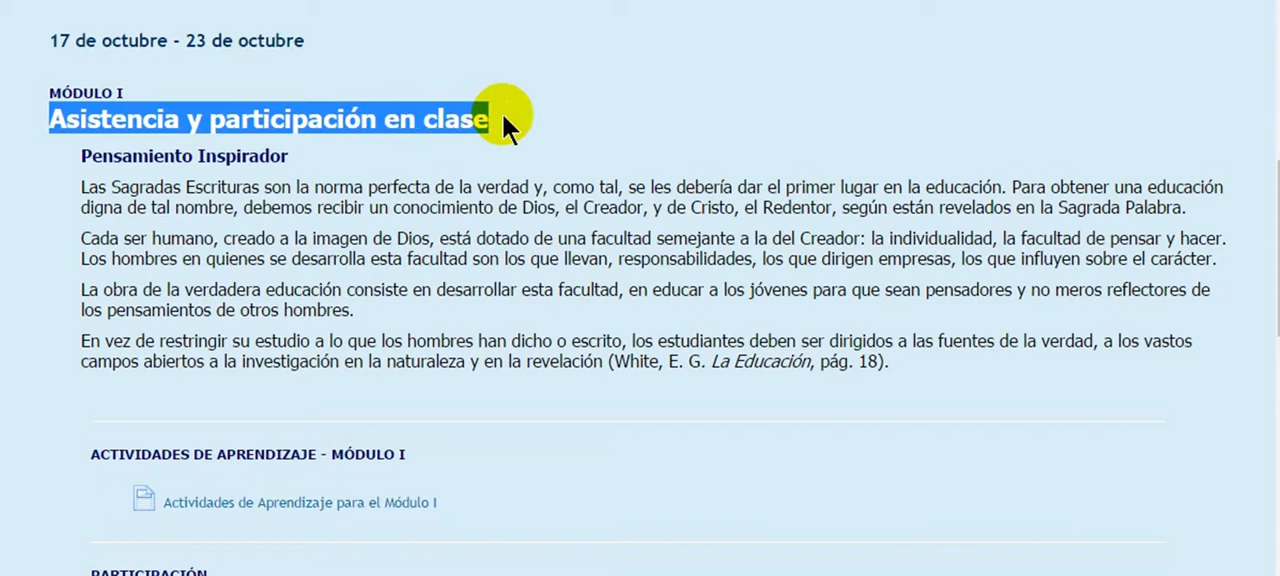 17 de octubre - 23 de octubre
MÓDULO I
Asistencia y participación en clase
Pensamiento Inspirador
Las Sagradas Escrituras son la norma perfecta de la verdad y, como tal, se les debería dar el primer lugar en la educación. Para obtener una educación
digna de tal nombre, debemos recibir un conocimiento de Dios, el Creador, y de Cristo, el Redentor, según están revelados en la Sagrada Palabra.
Cada ser humano, creado a la imagen de Dios, está dotado de una facultad semejante a la del Creador: la individualidad, la facultad de pensar y hacer.
Los hombres en quienes se desarrolla esta facultad son los que llevan, responsabilidades, los que dirigen empresas, los que influyen sobre el carácter.
La obra de la verdadera educación consiste en desarrollar esta facultad, en educar a los jóvenes para que sean pensadores y no meros reflectores de
los pensamientos de otros hombres.
En vez de restringir su estudio a lo que los hombres han dicho o escrito, los estudiantes deben ser dirigidos a las fuentes de la verdad, a los vastos
campos abiertos a la investigación en la naturaleza y en la revelación (White, E. G. La Educación, pág. 18).
ACTIVIDADES DE APRENDIZAJE - MÓDULO I
Actividades de Aprendizaje para el Módulo I
PARTICIPACIÓN